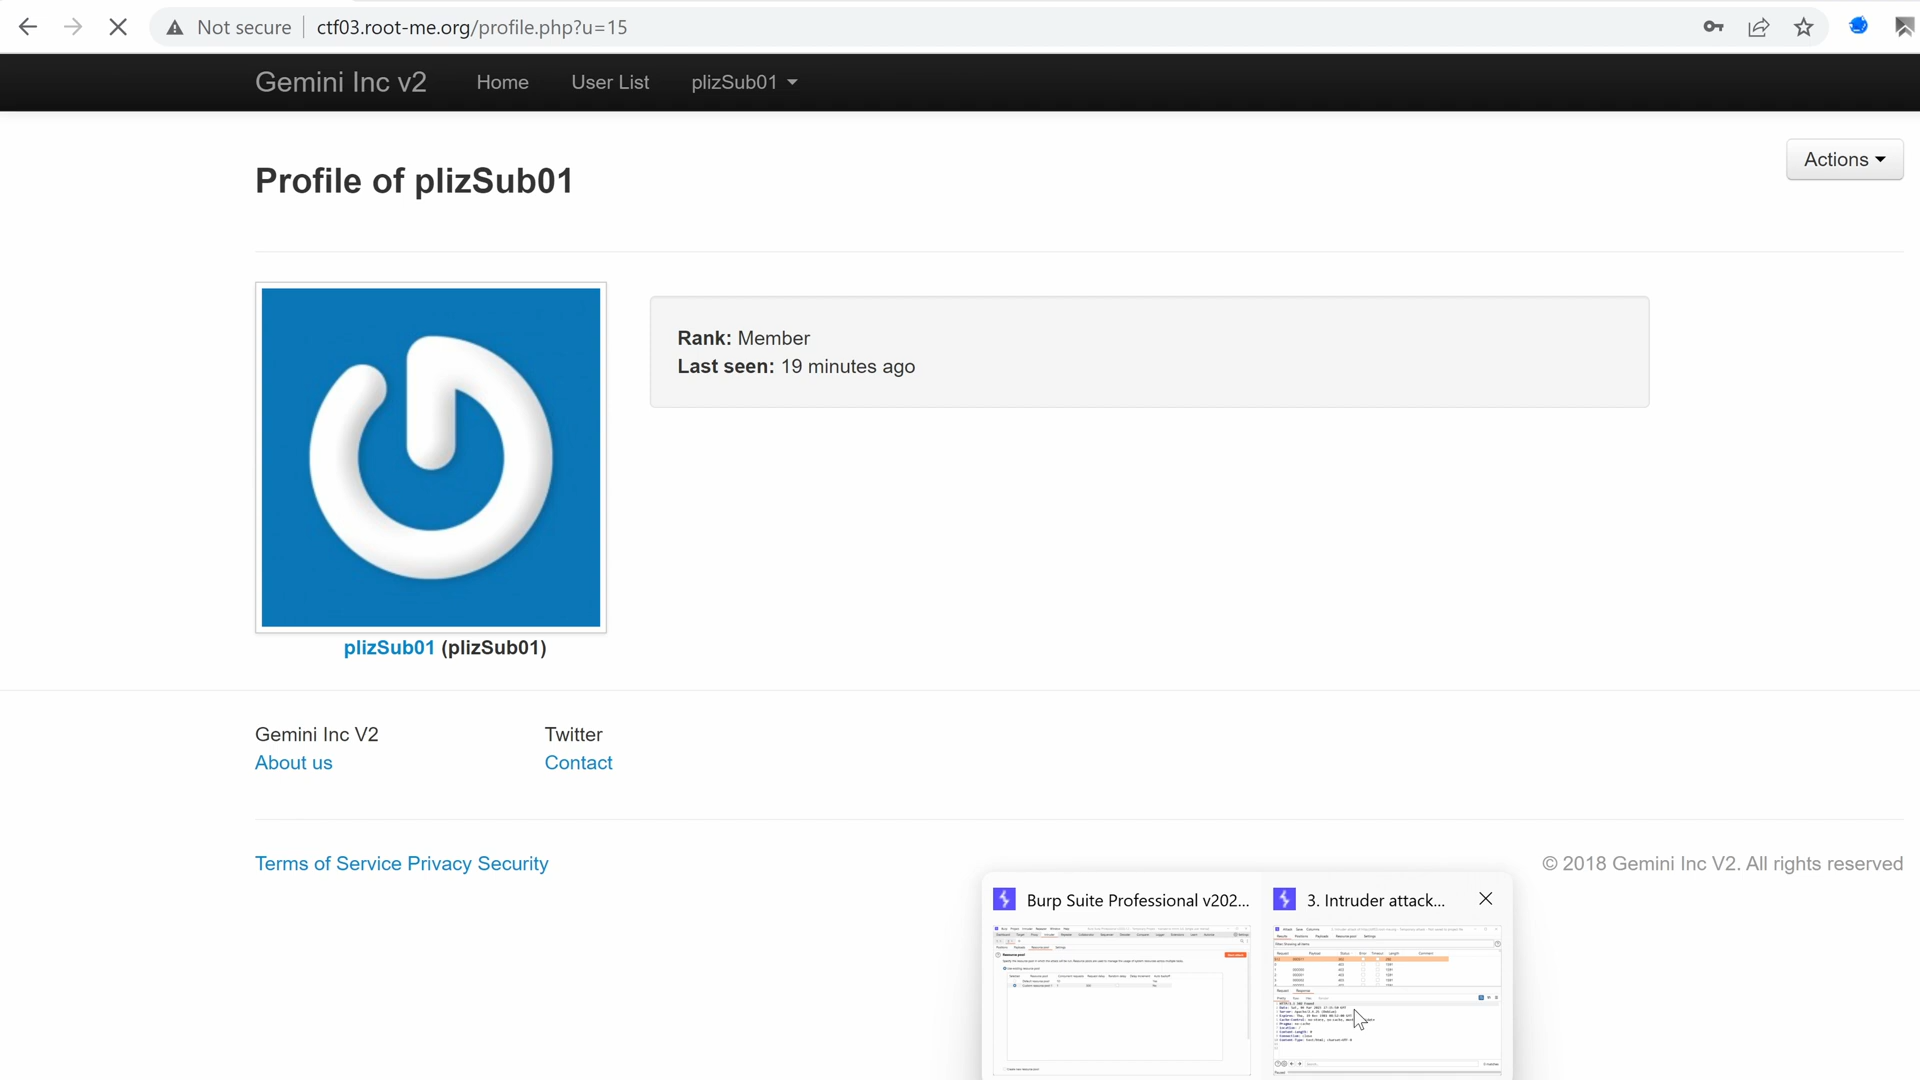 Not secure
ctf03.root-me.org/profile.php?u=15
Gemini Inc v2
Home
User List
plizSub01
Actions
Profile of plizSub01
Rank: Member
Last seen: 19 minutes ago
plizSub01 (plizSub01)
Gemini Inc V2
Twitter
About us
Contact
Terms of Service Privacy Security
© 2018 Gemini Inc V2. All rights reserved
Burp Suite Professional v202...
3. Intruder attack...